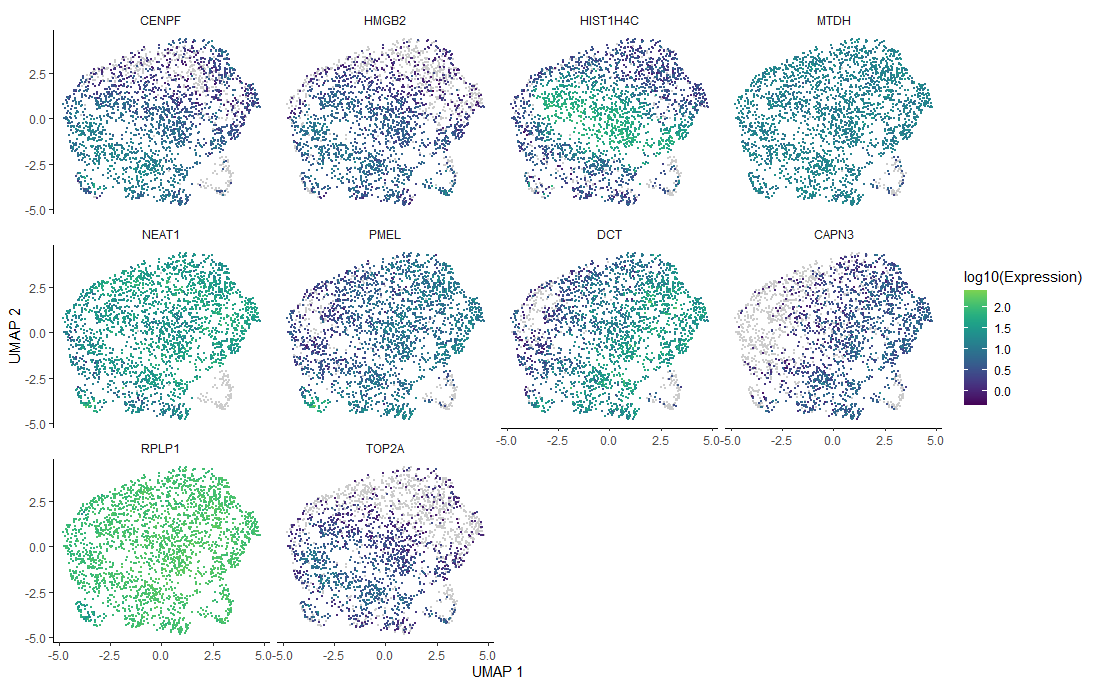 CENPF HMGB2 HIST1H4C MTDH
2.5
0.0
-2.5
-5.0
NEAT1 PMEL DCT CAPN3
2.5
0.0
-2.5
-5.0
-5.0 -2.5 0.0 2.5 5.0 -5.0 -2.5 0.0 2.5 5.0
RPLP1 TOP2A
2.5
0.0
-2.5
-5.0
-5.0 -2.5 0.0 2.5 5.0 -5.0 -2.5 0.0 2.5 5.0
UMAP 1
UMAP 2
log10(Expression)
2.0
1.5
1.0
0.5
0.0